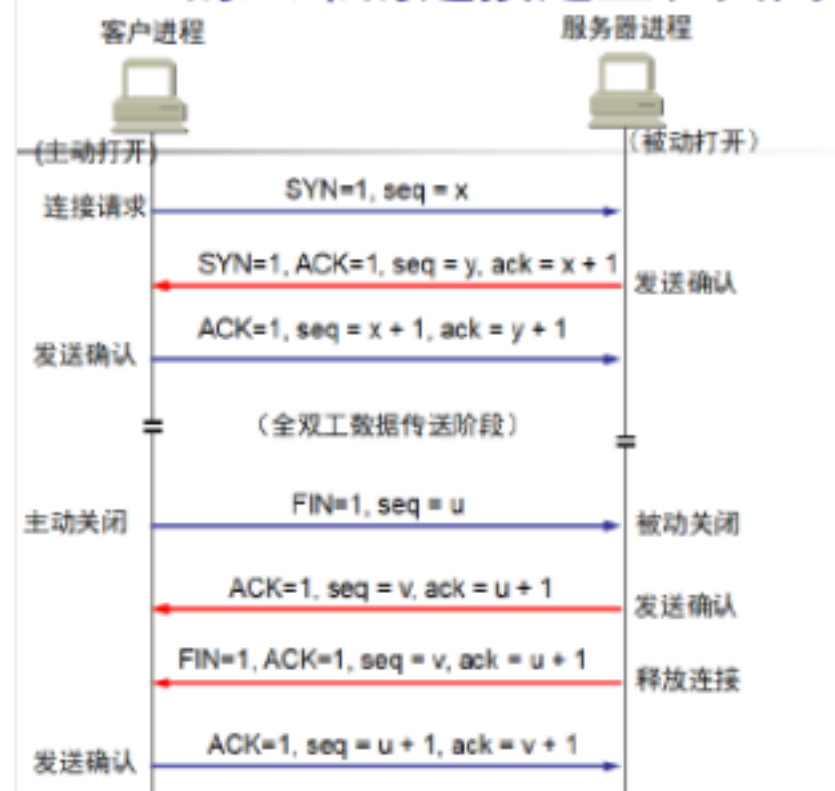 客户进程
服务器进程
(主动打开)
（被动打开）
连接请求
SYN=1, seq = x
SYN=1, ACK=1, seq = y, ack = x + 1
发送确认
ACK=1, seq = x + 1, ack = y + 1
发送确认
（全双工数据传送阶段）
FIN=1, seq = u
主动关闭
被动关闭
ACK=1, seq = v, ack = u + 1
发送确认
FIN=1, ACK=1, seq = v, ack = u + 1
释放连接
ACK=1, seq = u + 1, ack = v + 1
发送确认